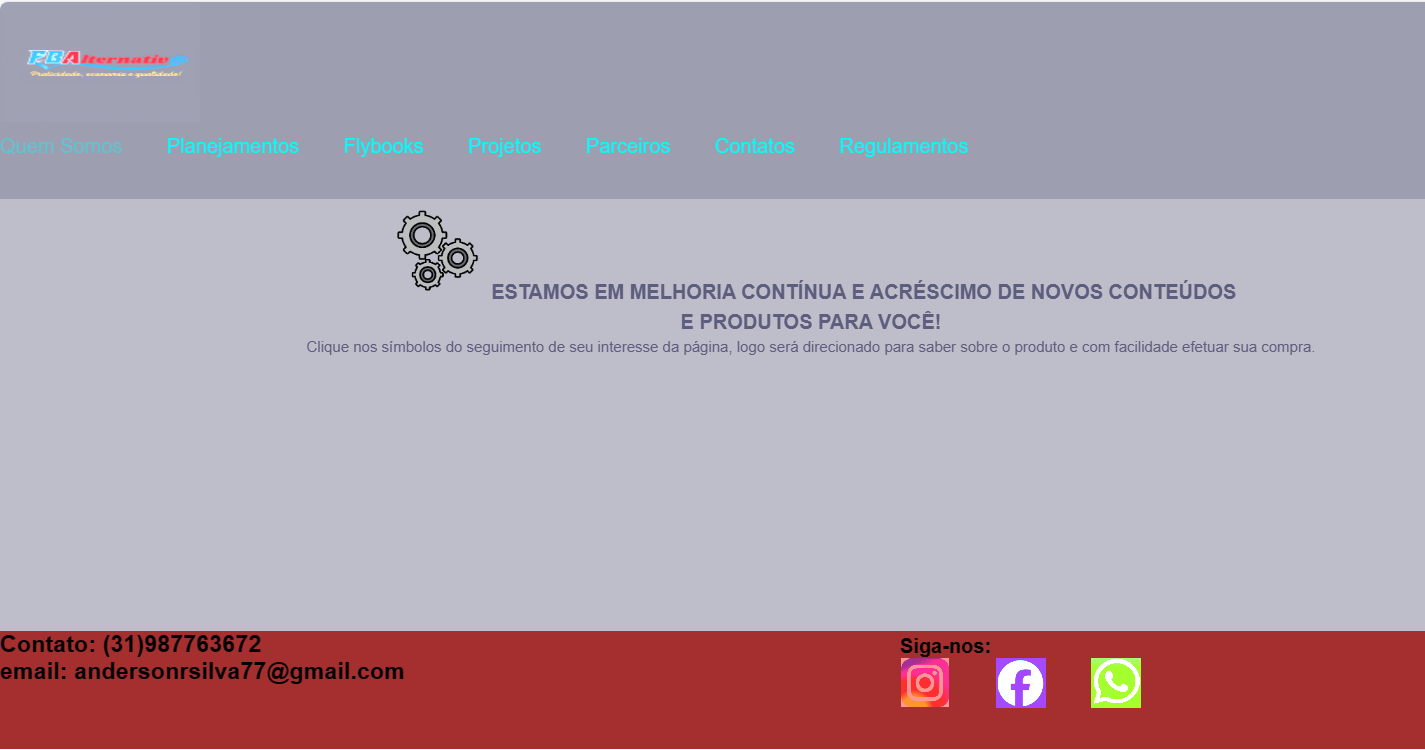 FBAlternativ
Praticidade, economia e qualidade!
Quem Somos Planejamentos Flybooks Projetos Parceiros Contatos Regulamentos
ESTAMOS EM MELHORIA CONTÍNUA E ACRÉSCIMO DE NOVOS CONTEÚDOS
E PRODUTOS PARA VOCÊ!
Clique nos símbolos do seguimento de seu interesse da página, logo será direcionado para saber sobre o produto e com facilidade efetuar sua compra.
Contato: (31)987763672
email: andersonrsilva77@gmail.com
Siga-nos: